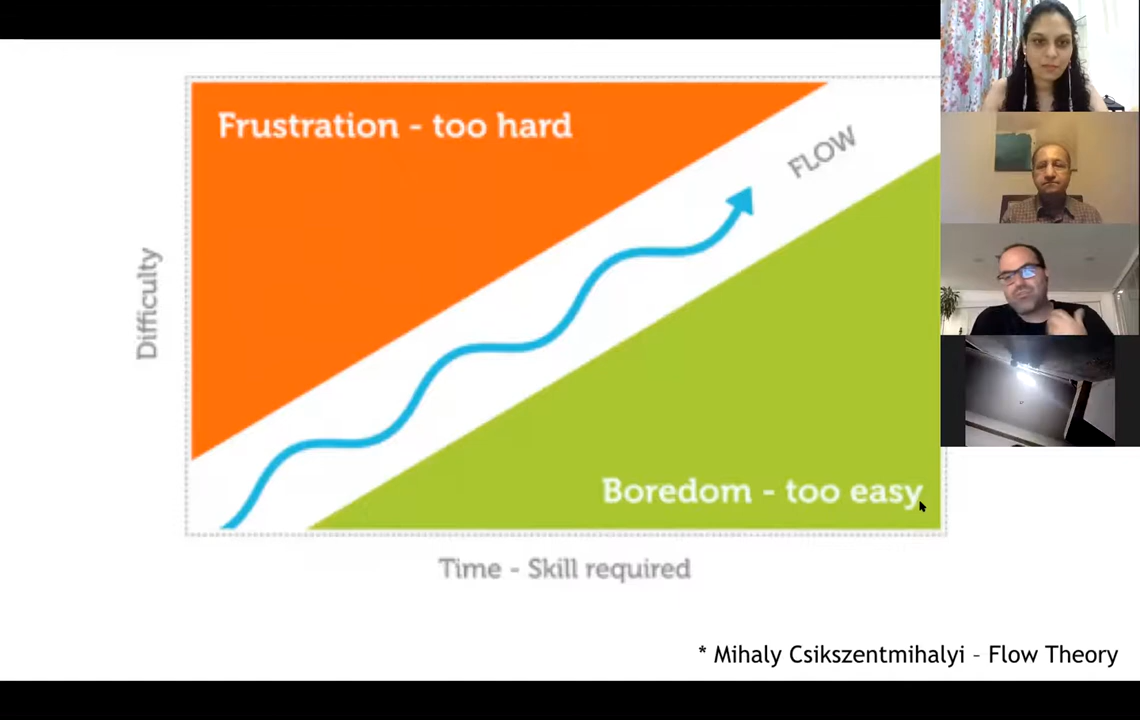 Frustration - too hard
FLOW
Difficulty
Boredom - too easy
Time - Skill required
* Mihaly Csikszentmihalyi – Flow Theory